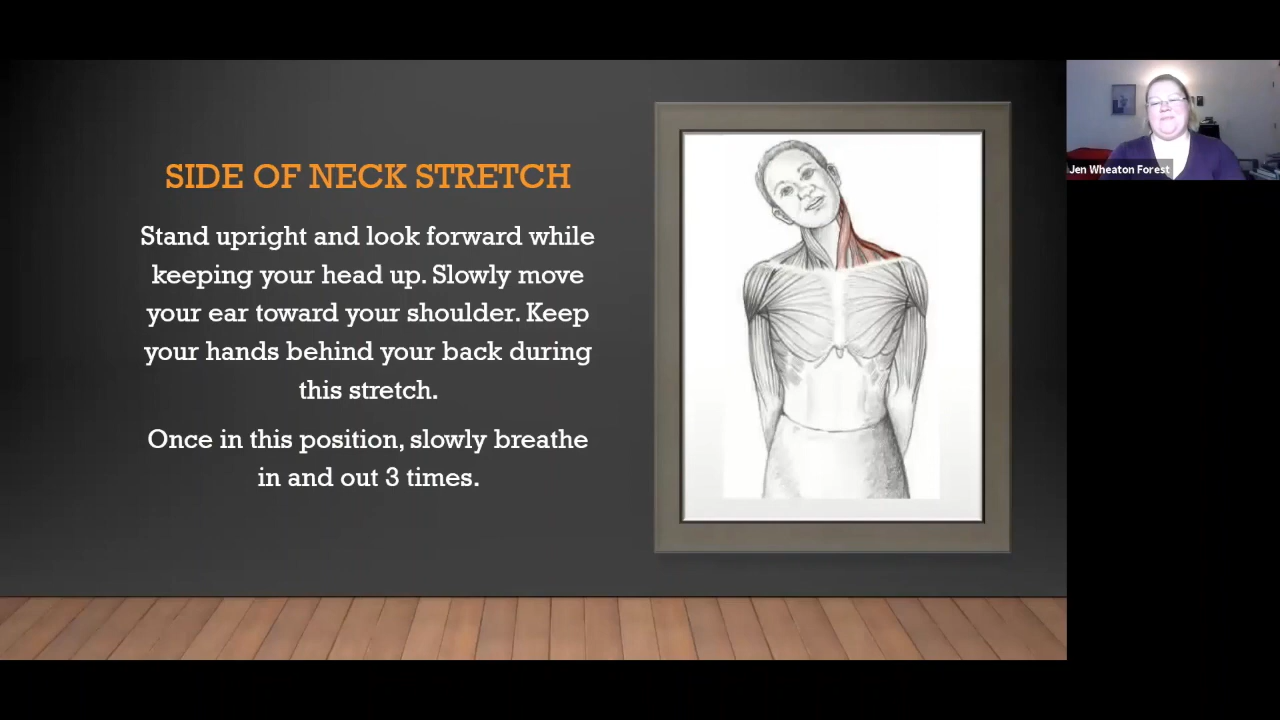 SIDE OF NECK STRETCH
Stand upright and look forward while
keeping your head up. Slowly move
your ear toward your shoulder. Keep
your hands behind your back during
this stretch.
Once in this position, slowly breathe
in and out 3 times.
Jen Wheaton Forest